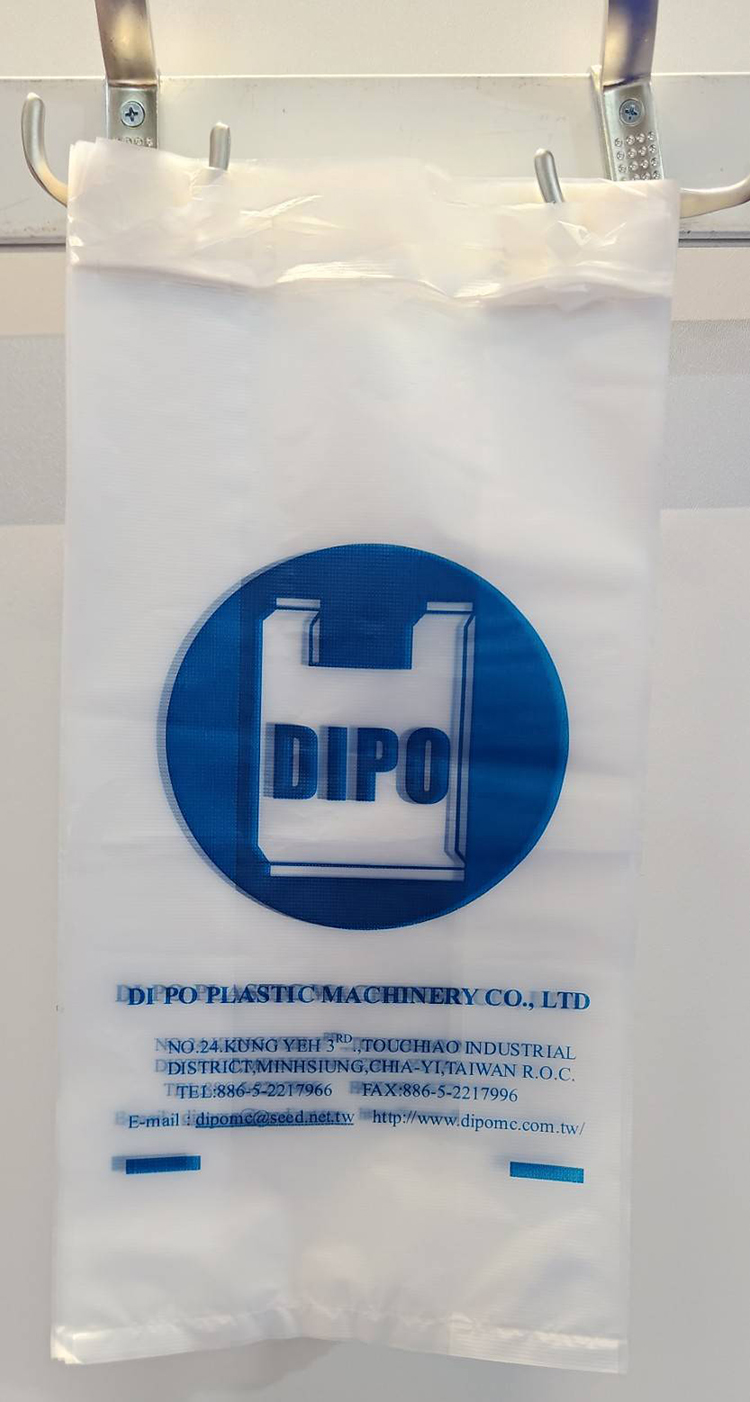 DIPO
DI PO PLASTIC MACHINERY CO., LTD
NO.24.KUNG YEH 3RD.,TOUCHIAO INDUSTRIAL
DISTRICT,MINHSIUNG,CHIA-YI,TAIWAN R.O.C.
TEL:886-5-2217966 FAX:886-5-2217996
E-mail : dipomc@seed.net.tw http://www.dipomc.com.tw/